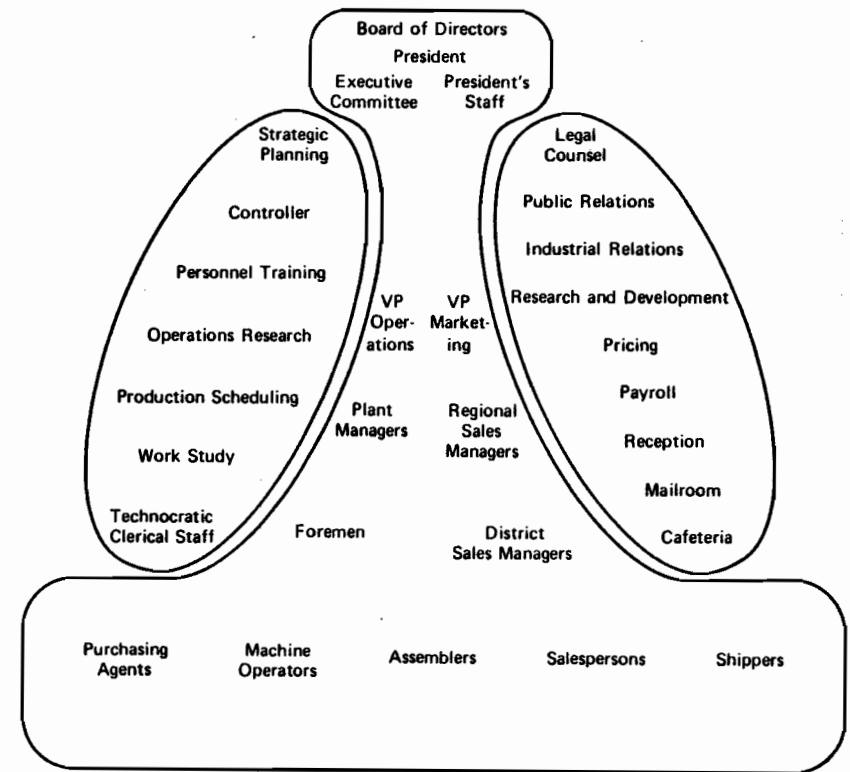 Board of Directors
President
Executive
Committee
President's
Staff
Strategic
Planning
Controller
Personnel Training
Operations Research
Production Scheduling
Work Study
Technocratic
Clerical Staff
VP
Oper-
ations
VP
Market-
ing
Plant
Managers
Regional
Sales
Managers
Foremen
District
Sales Managers
Legal
Counsel
Public Relations
Industrial Relations
Research and Development
Pricing
Payroll
Reception
Mailroom
Cafeteria
Purchasing
Agents
Machine
Operators
Assemblers
Salespersons
Shippers